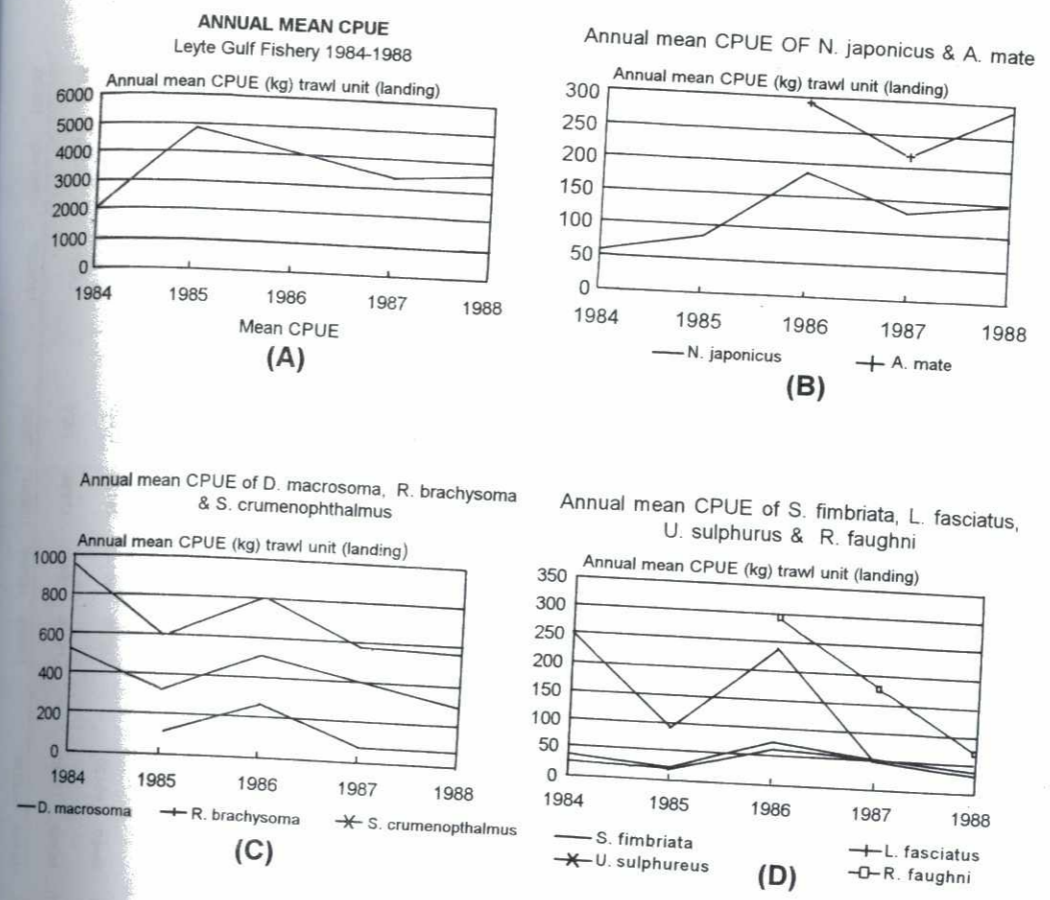 ANNUAL MEAN CPUE
Leyte Gulf Fishery 1984-1988
Annual mean CPUE (kg) trawl unit (landing)
6000
5000
4000
3000
2000
1000
0
1984 1985 1986 1987 1988
Mean CPUE
(A)
Annual mean CPUE OF N. japonicus & A. mate
Annual mean CPUE (kg) trawl unit (landing)
300
250
200
150
100
50
0
1984 1985 1986 1987 1988
N. japonicus A. mate
(B)
Annual mean CPUE of D. macrosoma, R. brachysoma
& S. crumenophthalmus
Annual mean CPUE (kg) trawl unit (landing)
1000
800
600
400
200
0
1984 1985 1986 1987 1988
D. macrosoma R. brachysoma S. crumenopthalmus
(C)
Annual mean CPUE of S. fimbriata, L. fasciatus,
U. sulphurus & R. faughni
Annual mean CPUE (kg) trawl unit (landing)
350
300
250
200
150
100
50
0
1984 1985 1986 1987 1988
S. fimbriata L. fasciatus
U. sulphureus R. faughni
(D)